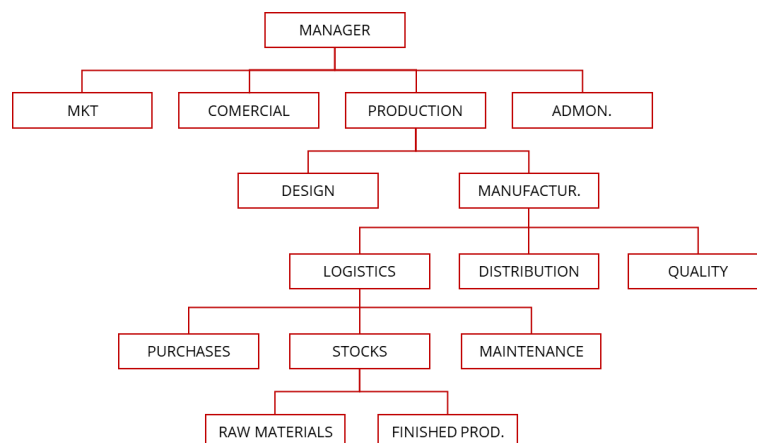 MANAGER
MKT
COMERCIAL
PRODUCTION
ADMON.
DESIGN
MANUFACTUR.
LOGISTICS
DISTRIBUTION
QUALITY
PURCHASES
STOCKS
MAINTENANCE
RAW MATERIALS
FINISHED PROD.